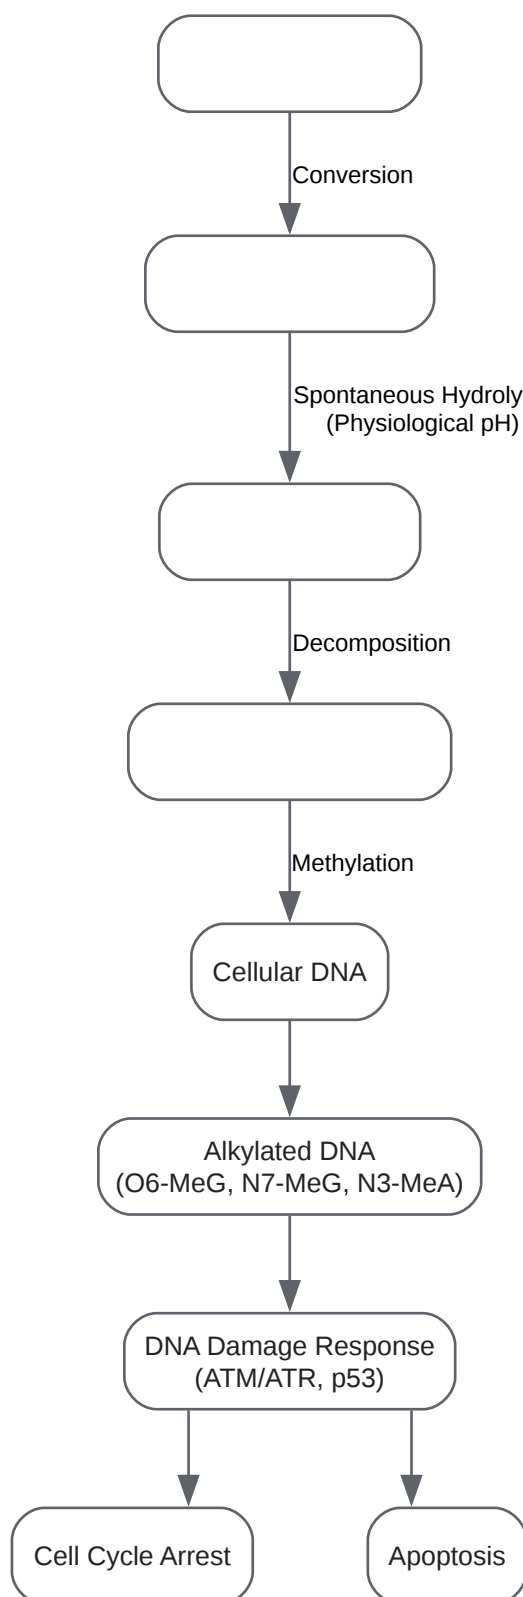 Conversion
Spontaneous Hydroly
(Physiological pH)
Decomposition
Methylation
Cellular DNA
Alkylated DNA
(O6-MeG, N7-MeG, N3-MeA)
DNA Damage Response
(ATM/ATR, p53)
Cell Cycle Arrest
Apoptosis